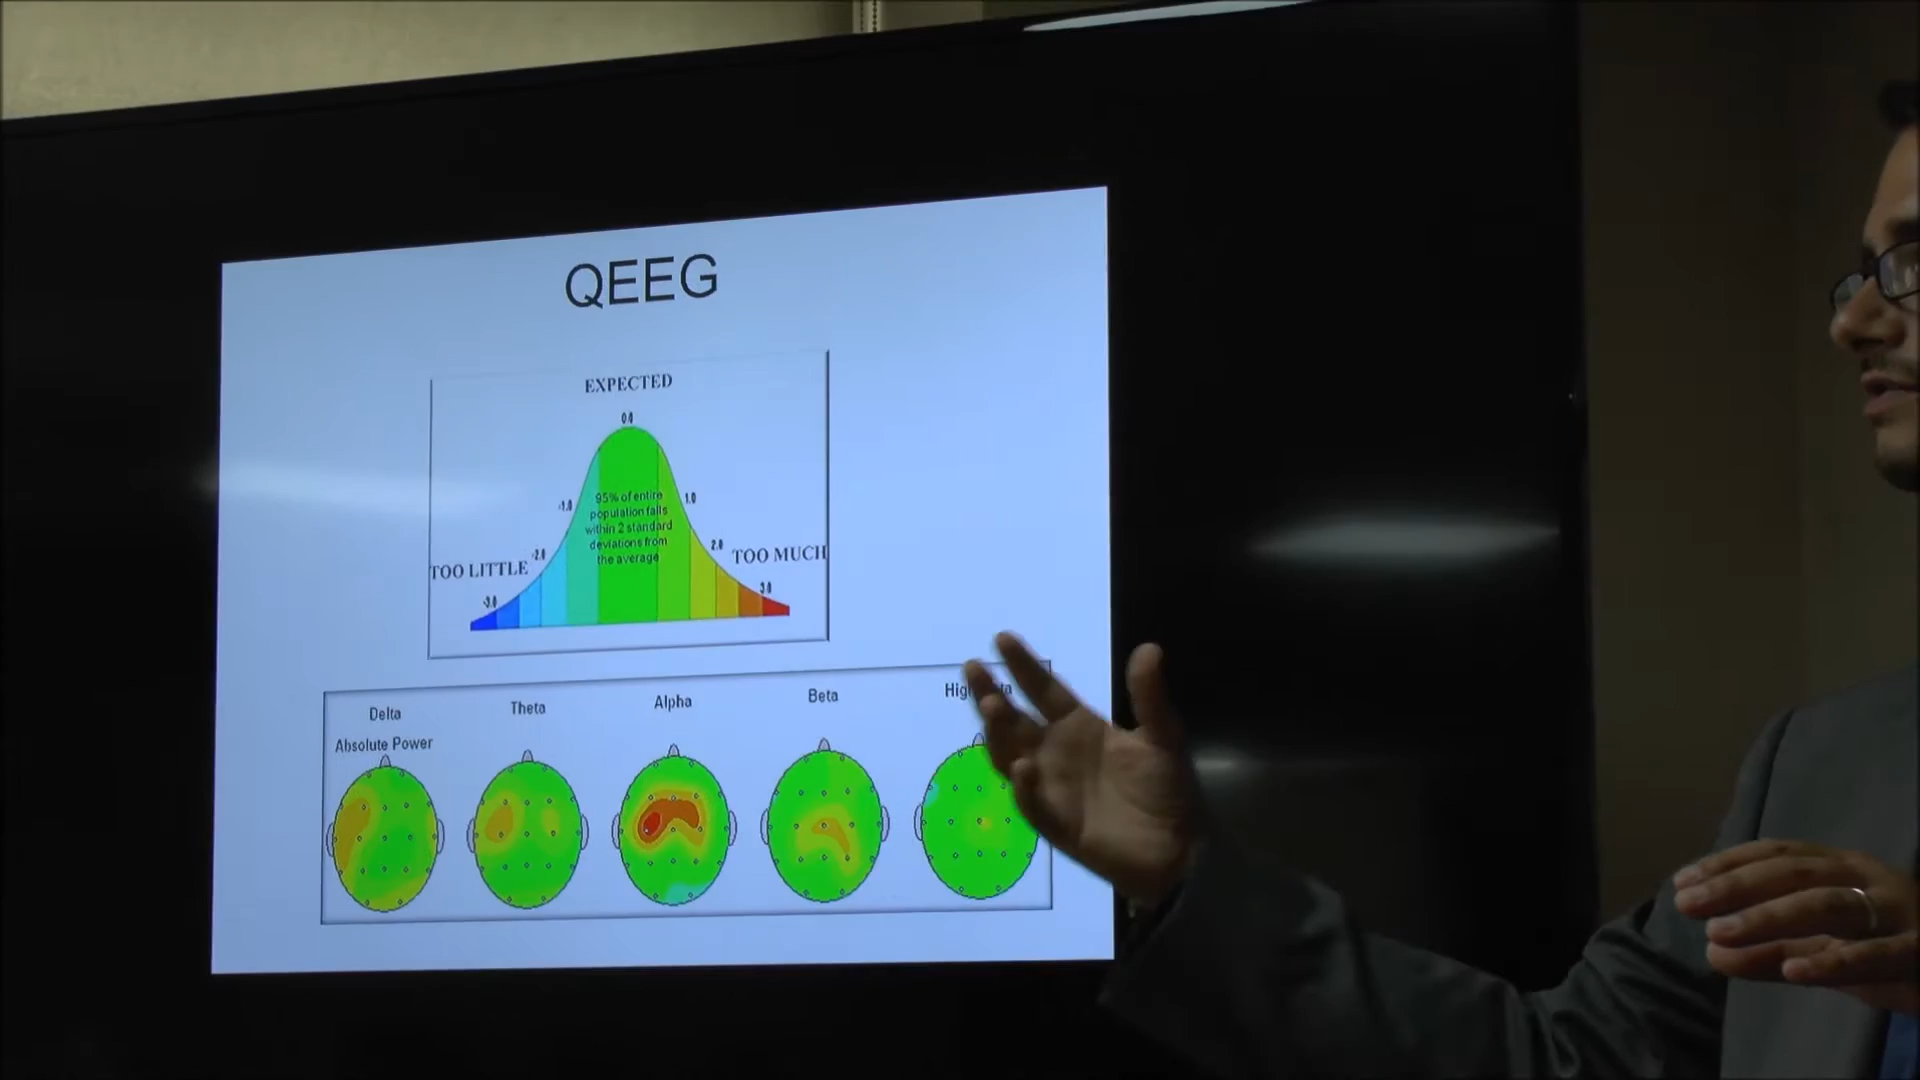 QEEG
EXPECTED
0.0
-1.0
1.0
95% of entire
population falls
within 2 standard
deviations from
the average
-2.0
2.0
TOO LITTLE
TOO MUCH
-3.0
3.0
Delta
Theta
Alpha
Beta
Absolute Power